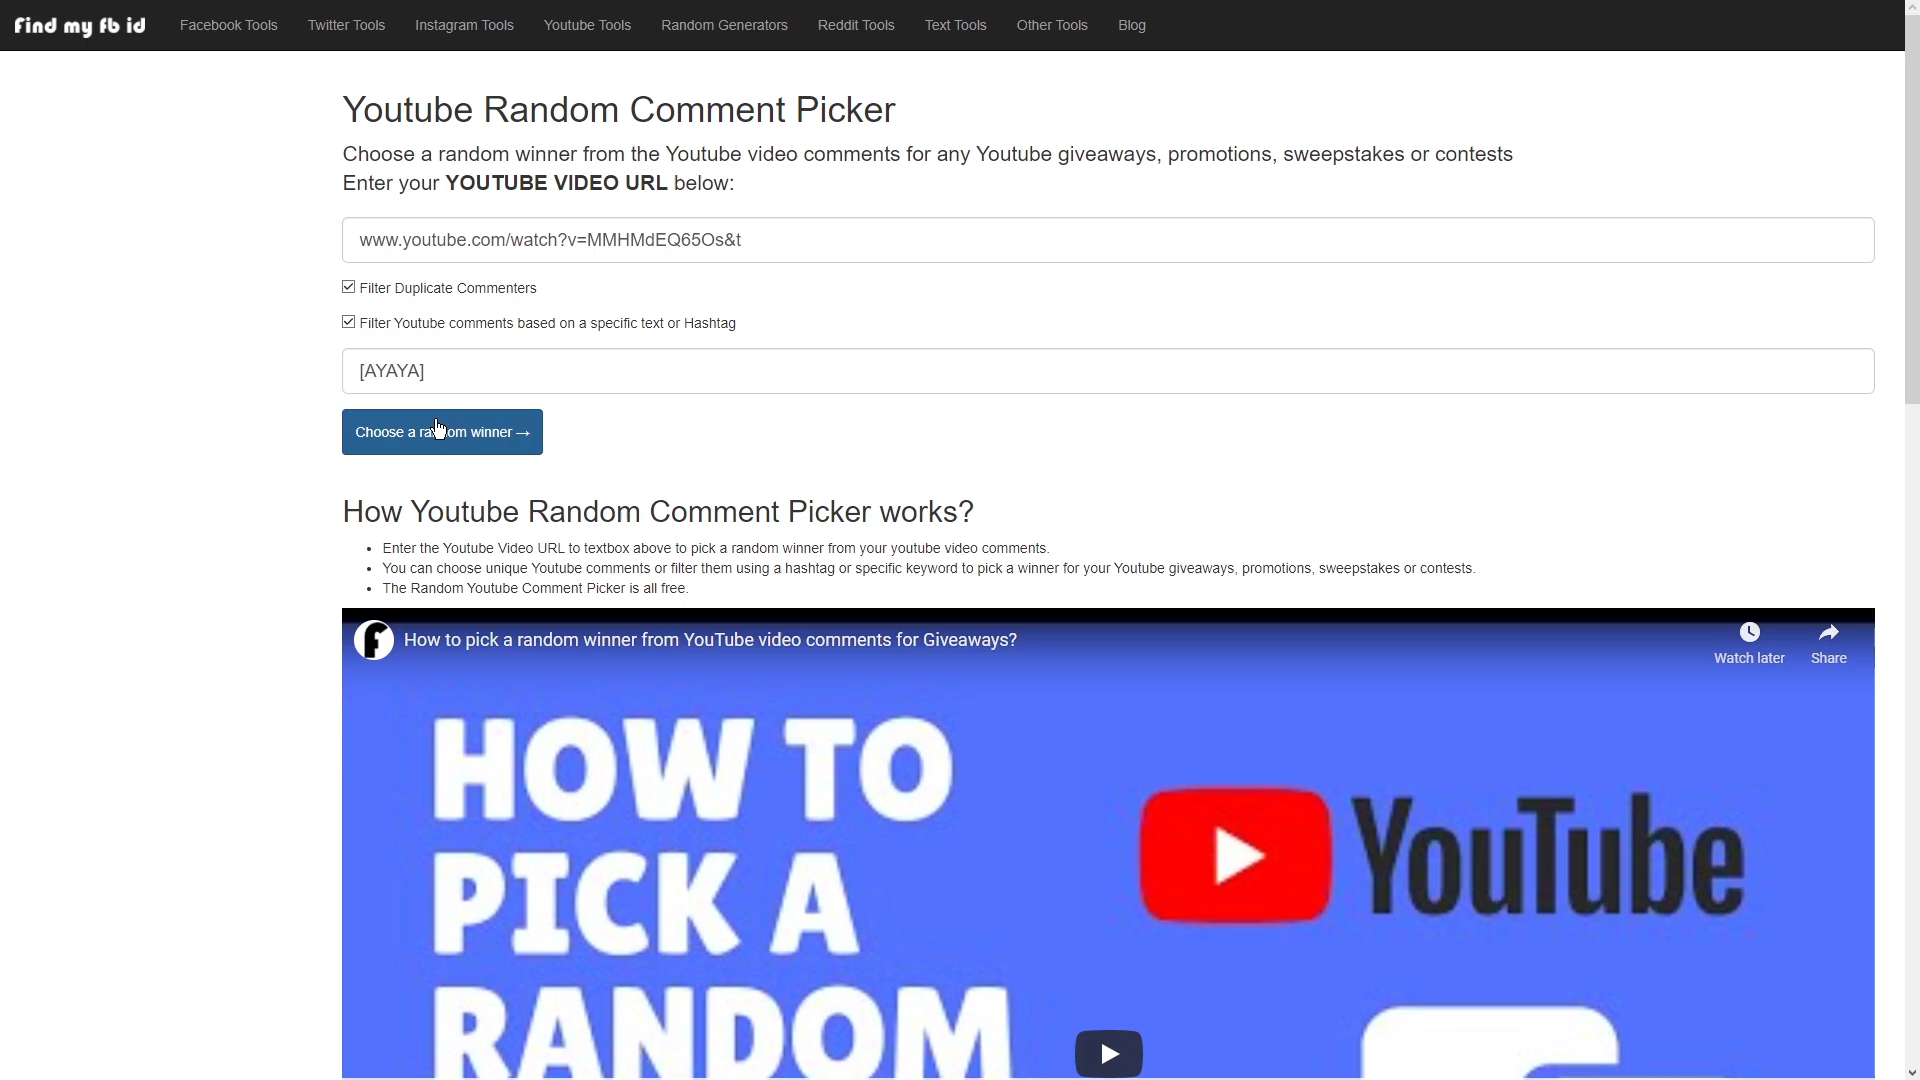 Find my fb id
Facebook Tools
Twitter Tools
Instagram Tools
Youtube Tools
Random Generators
Reddit Tools
Text Tools
Other Tools
Blog
Youtube Random Comment Picker
Choose a random winner from the Youtube video comments for any Youtube giveaways, promotions, sweepstakes or contests
Enter your YOUTUBE VIDEO URL below:
www.youtube.com/watch?v=MMHMdEQ65Os&t
Filter Duplicate Commenters
Filter Youtube comments based on a specific text or Hashtag
[AYAYA]
Choose a random winner →
How Youtube Random Comment Picker works?
• Enter the Youtube Video URL to textbox above to pick a random winner from your youtube video comments.
• You can choose unique Youtube comments or filter them using a hashtag or specific keyword to pick a winner for your Youtube giveaways, promotions, sweepstakes or contests.
• The Random Youtube Comment Picker is all free.
How to pick a random winner from YouTube video comments for Giveaways?
Watch later
Share
HOW TO
PICK A
RANDOM
YouTube